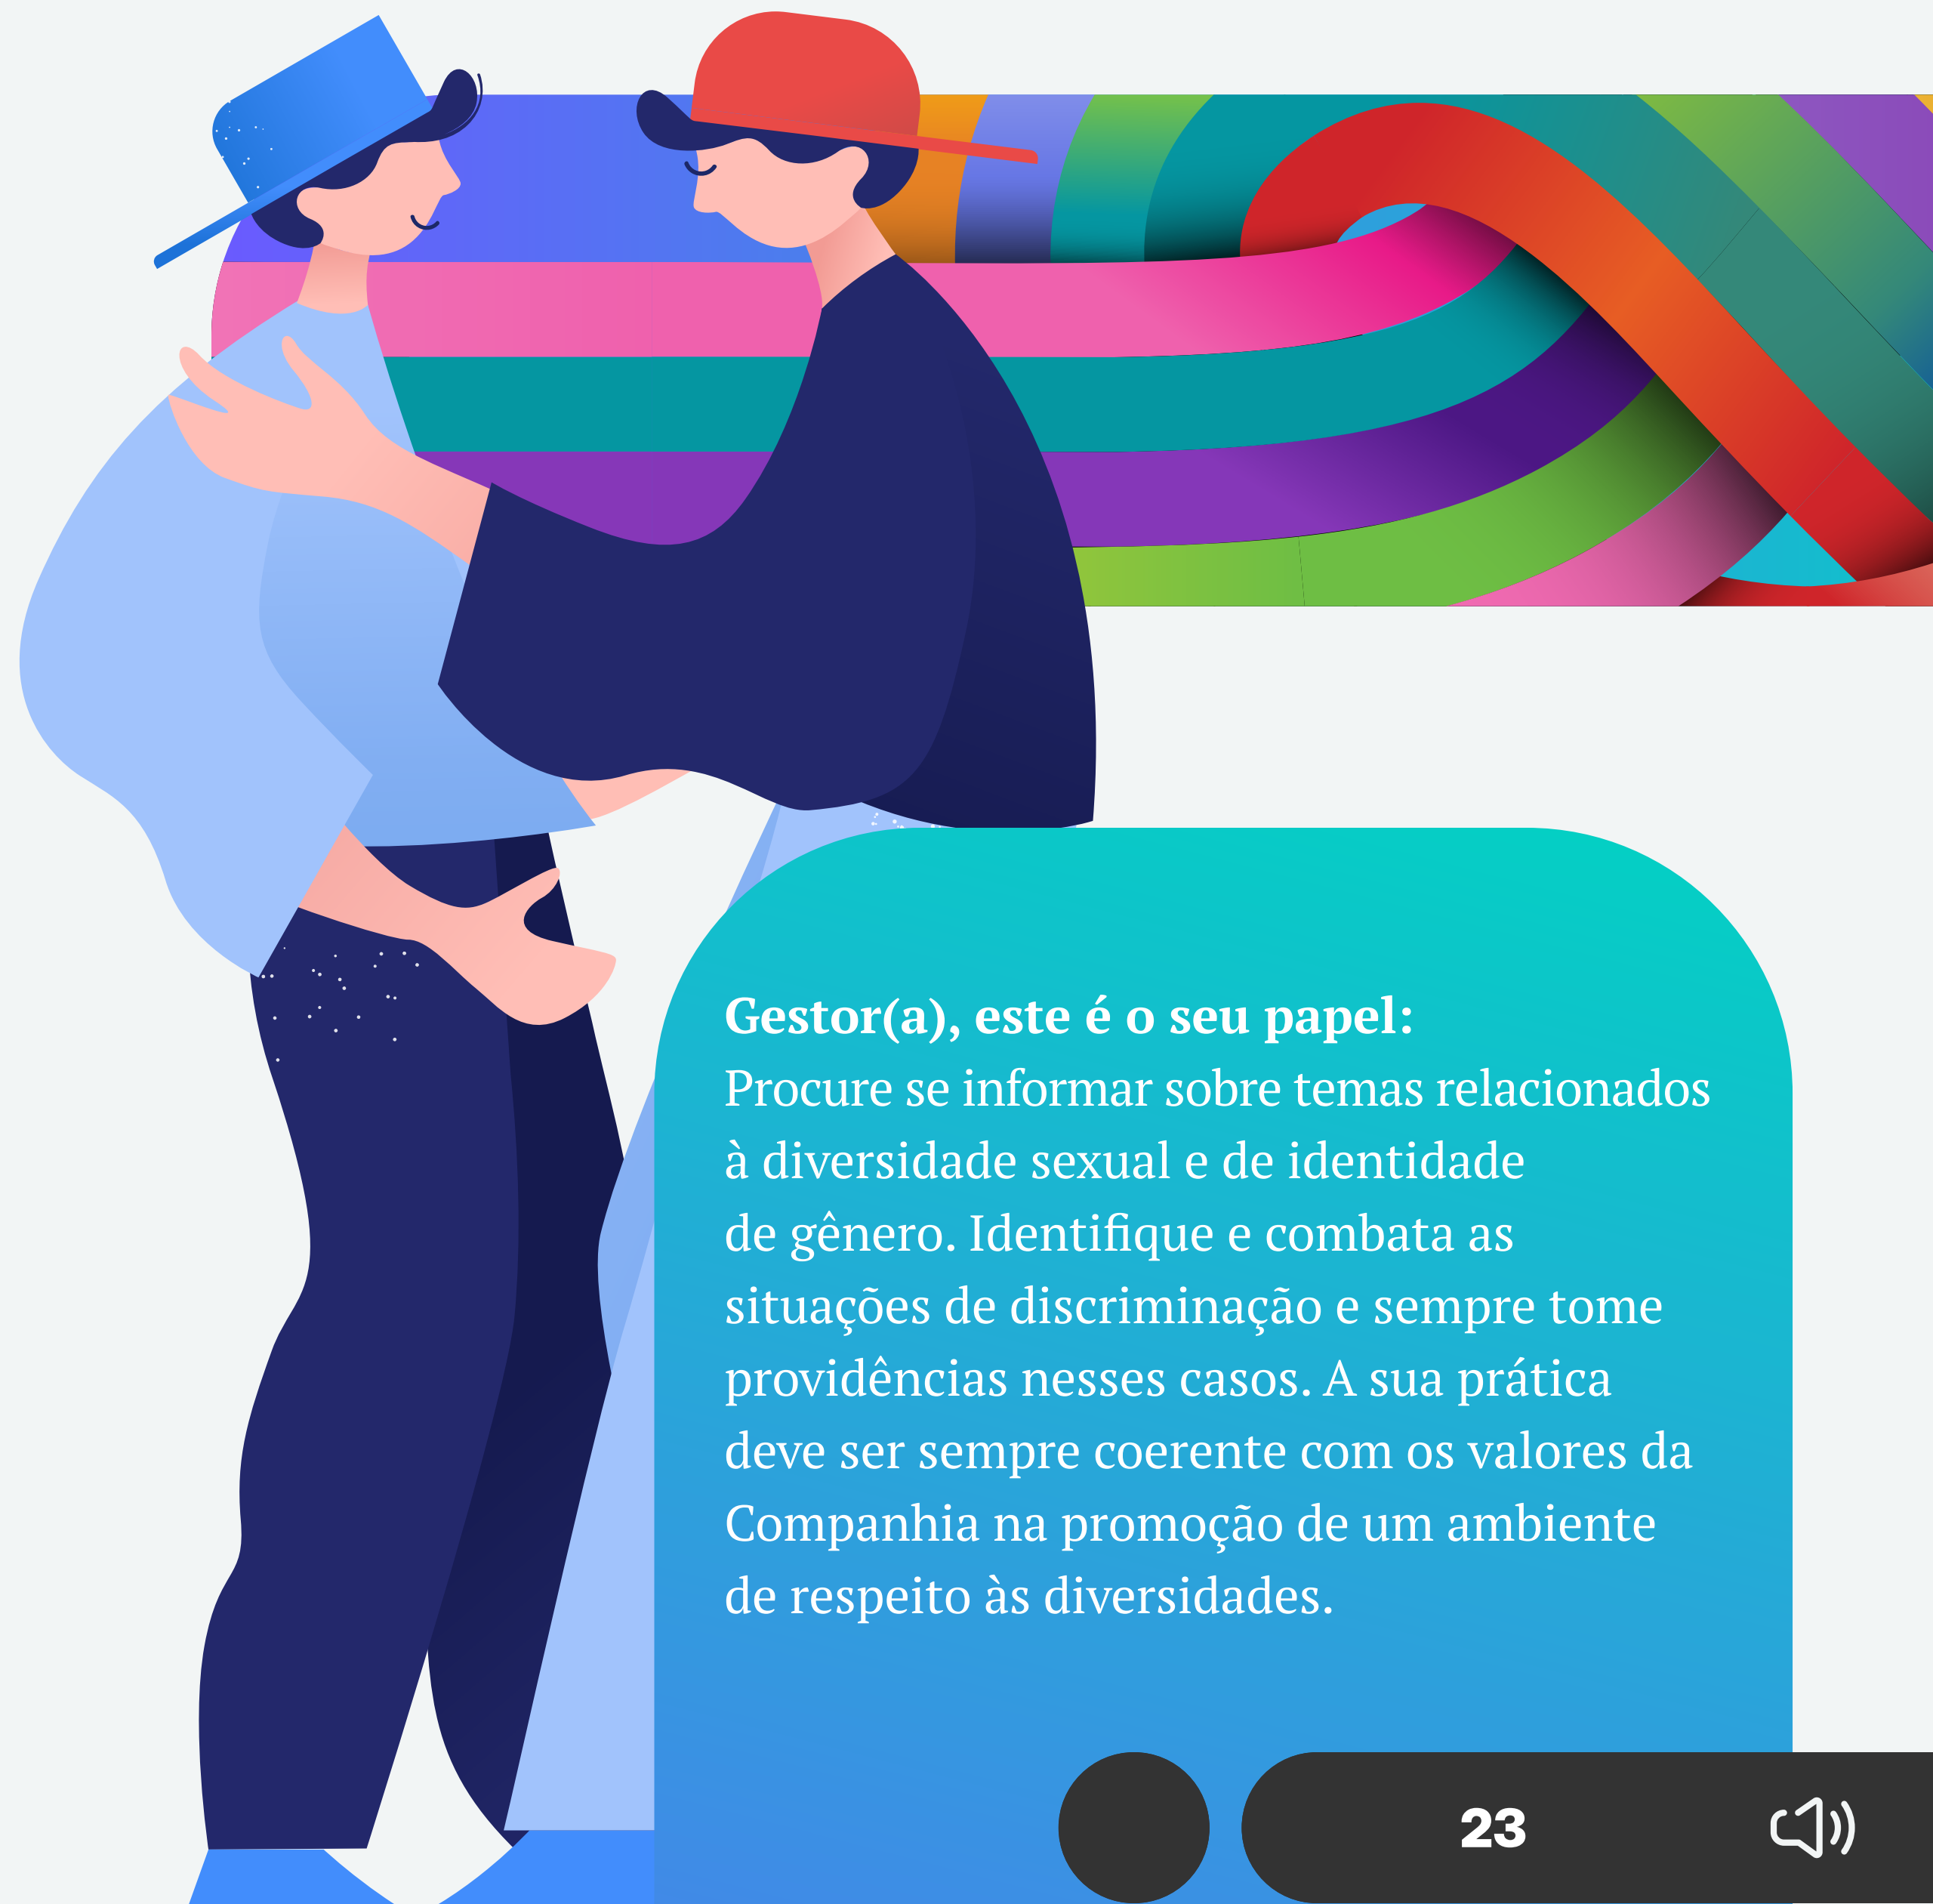 Gestor(a), este é o seu papel:
Procure se informar sobre temas relacionados
à diversidade sexual e de identidade
de gênero. Identifique e combata as
situações de discriminação e sempre tome
providências nesses casos. A sua prática
deve ser sempre coerente com os valores da
Companhia na promoção de um ambiente
de respeito às diversidades.
23